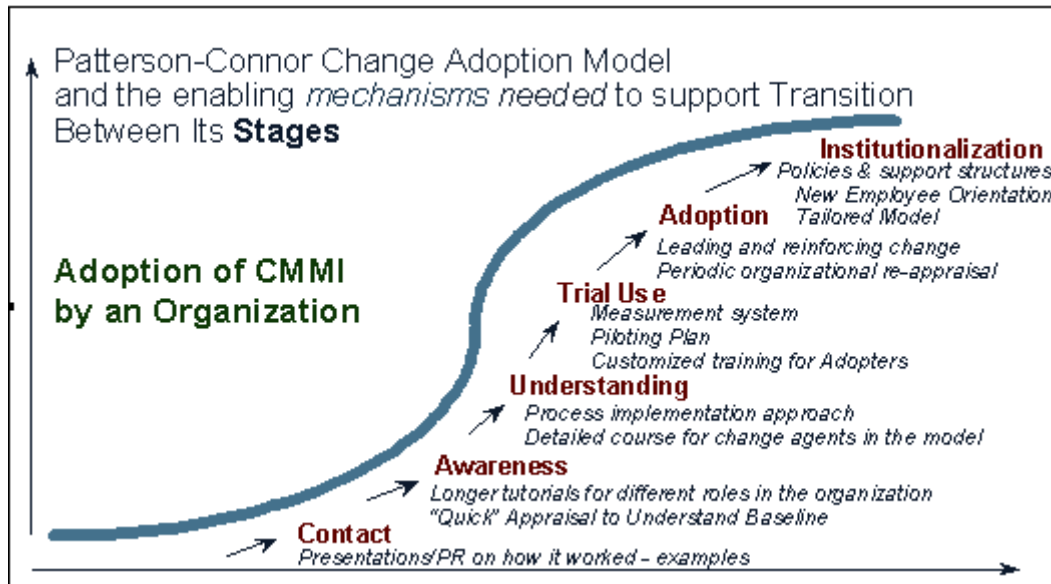 Patterson-Connor Change Adoption Model
and the enabling mechanisms needed to support Transition
Between Its Stages
Adoption of CMMI
by an Organization
Institutionalization
Policies & support structures
New Employee Orientation
Tailored Model
Adoption
Leading and reinforcing change
Periodic organizational re-appraisal
Trial Use
Measurement system
Piloting Plan
Customized training for Adopters
Understanding
Process implementation approach
Detailed course for change agents in the model
Awareness
Longer tutorials for different roles in the organization
"Quick" Appraisal to Understand Baseline
Contact
Presentations/PR on how it worked – examples